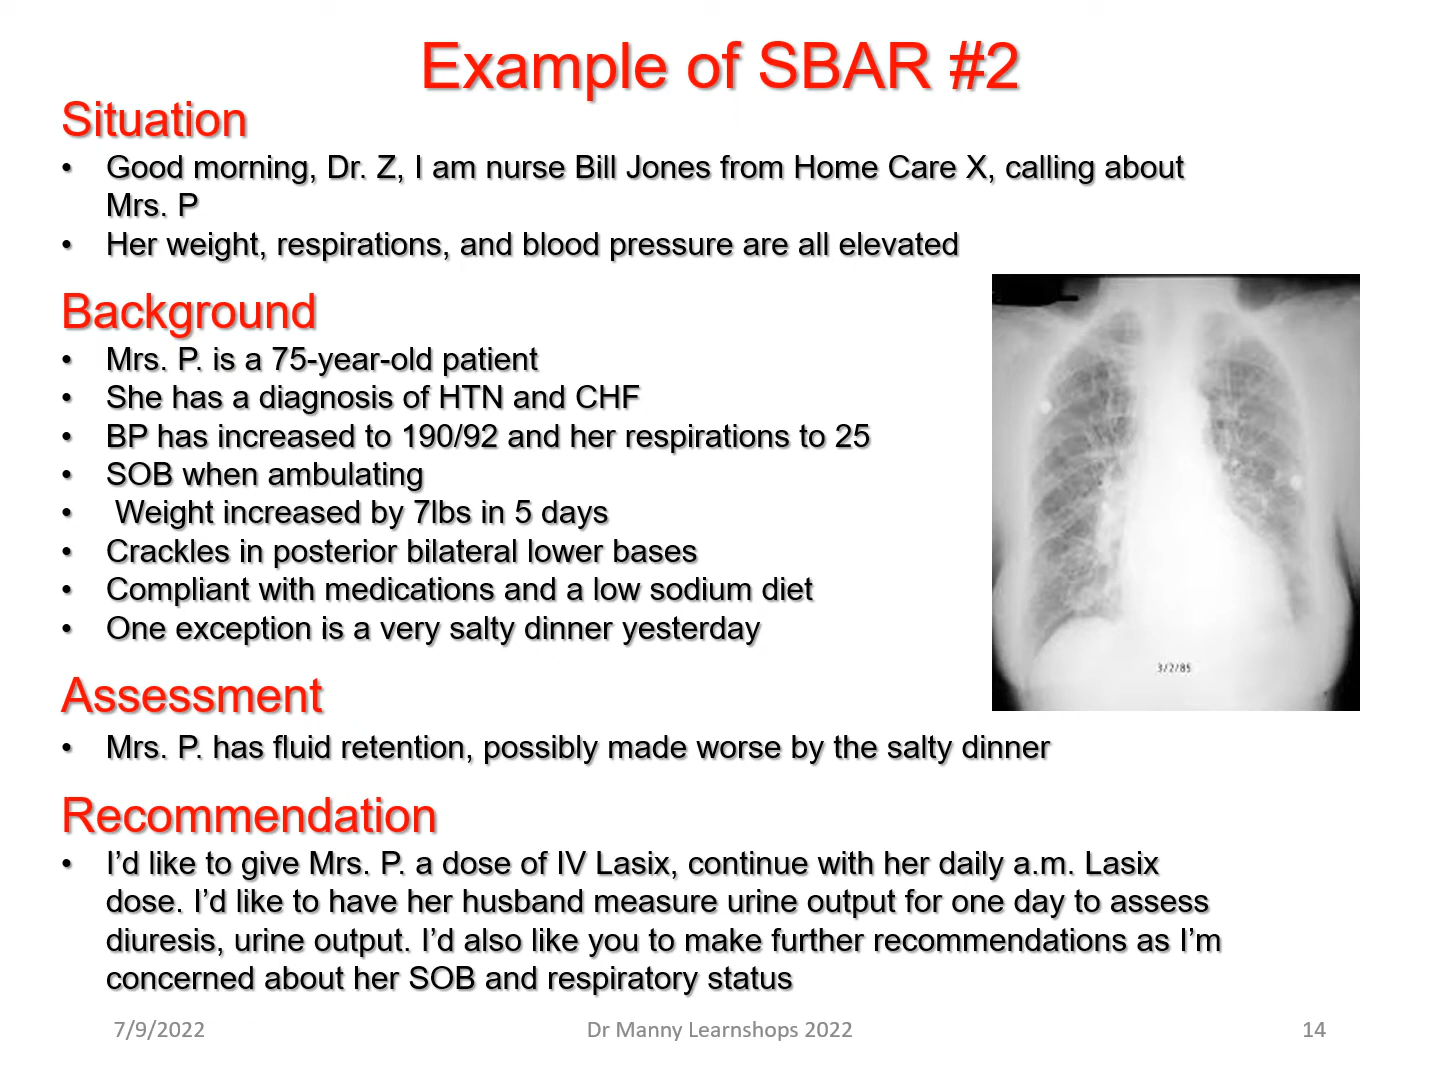 Example of SBAR #2
Situation
• Good morning, Dr. Z, I am nurse Bill Jones from Home Care X, calling about
Mrs. P
• Her weight, respirations, and blood pressure are all elevated
Background
• Mrs. P. is a 75-year-old patient
• She has a diagnosis of HTN and CHF
• BP has increased to 190/92 and her respirations to 25
• SOB when ambulating
• Weight increased by 7lbs in 5 days
• Crackles in posterior bilateral lower bases
• Compliant with medications and a low sodium diet
• One exception is a very salty dinner yesterday
3/2/85
Assessment
• Mrs. P. has fluid retention, possibly made worse by the salty dinner
Recommendation
• I’d like to give Mrs. P. a dose of IV Lasix, continue with her daily a.m. Lasix
dose. I’d like to have her husband measure urine output for one day to assess
diuresis, urine output. I’d also like you to make further recommendations as I’m
concerned about her SOB and respiratory status
7/9/2022
Dr Manny Learnshops 2022
14